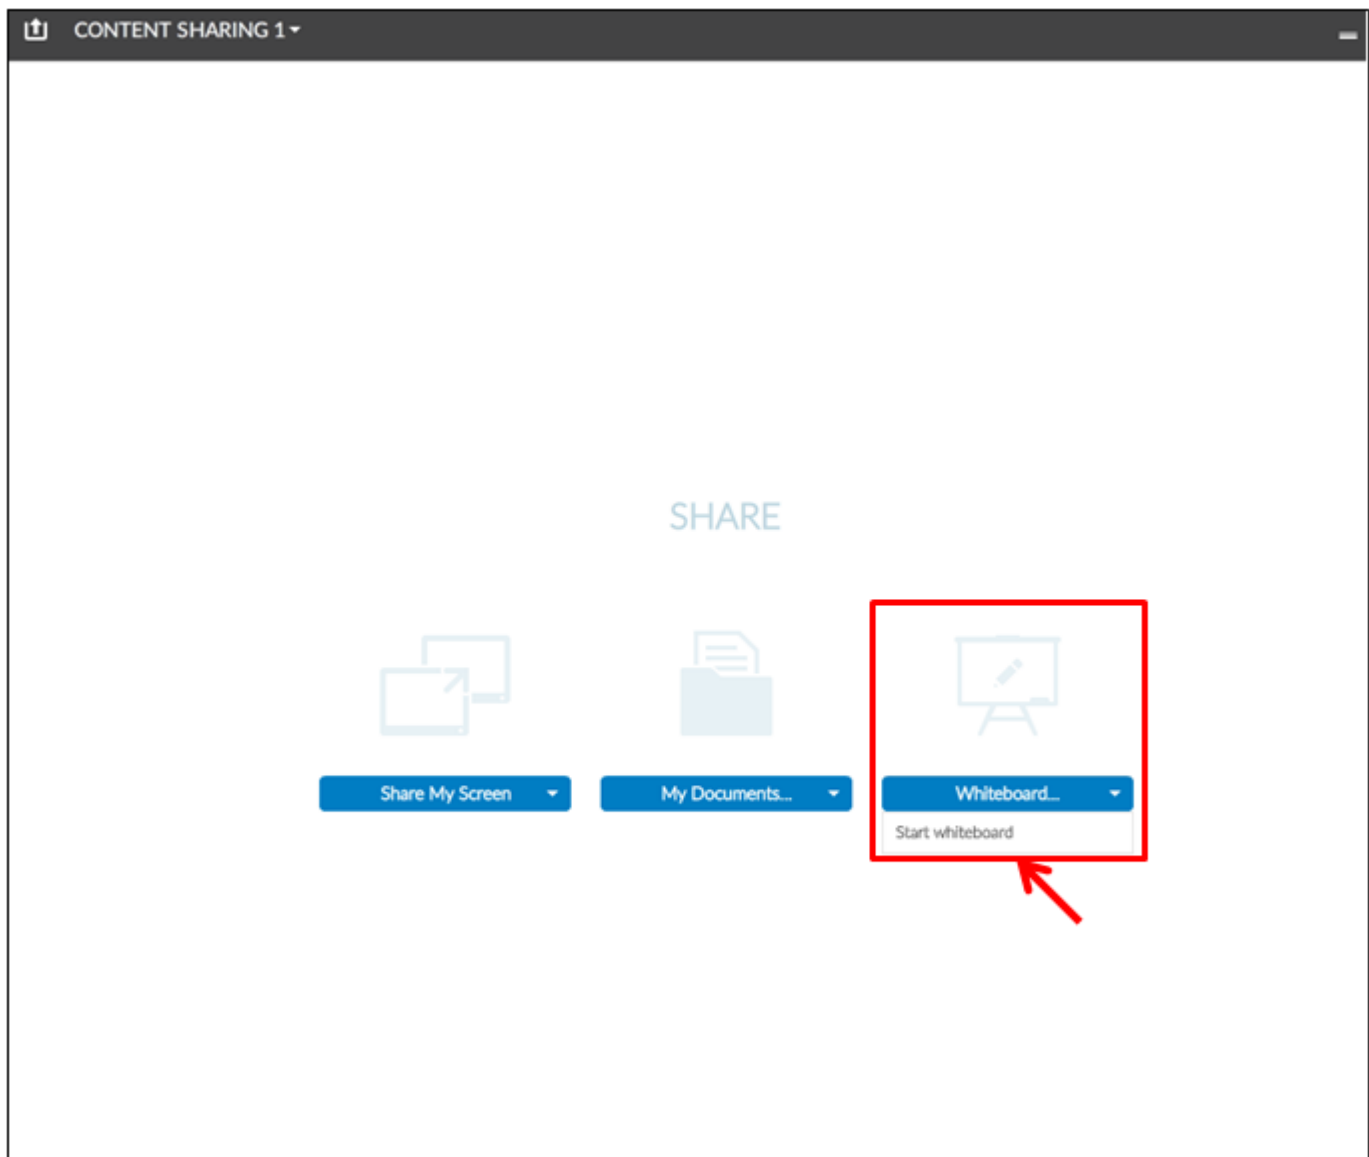 CONTENT SHARING 1
SHARE
Share My Screen
My Documents...
Whiteboard...
Start whiteboard